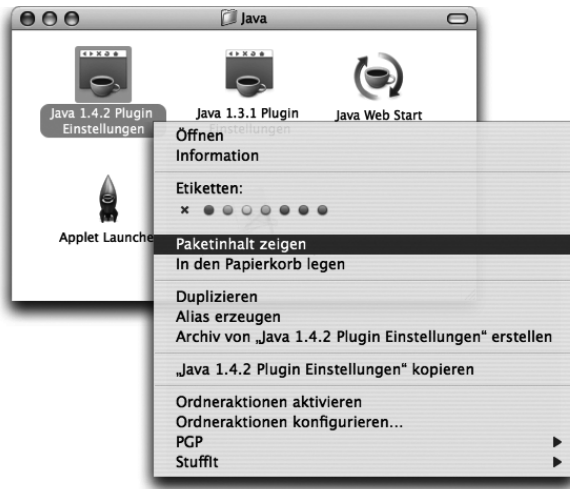 Java
Java 1.4.2 Plugin
Einstellungen
Java 1.3.1 Plugin
Einstellungen
Java Web Start
Applet Launche
Öffnen
Information
Etiketten:
Paketinhalt zeigen
In den Papierkorb legen
Duplizieren
Alias erzeugen
Archiv von „Java 1.4.2 Plugin Einstellungen“ erstellen
„Java 1.4.2 Plugin Einstellungen“ kopieren
Ordneraktionen aktivieren
Ordneraktionen konfigurieren...
PGP
StuffIt